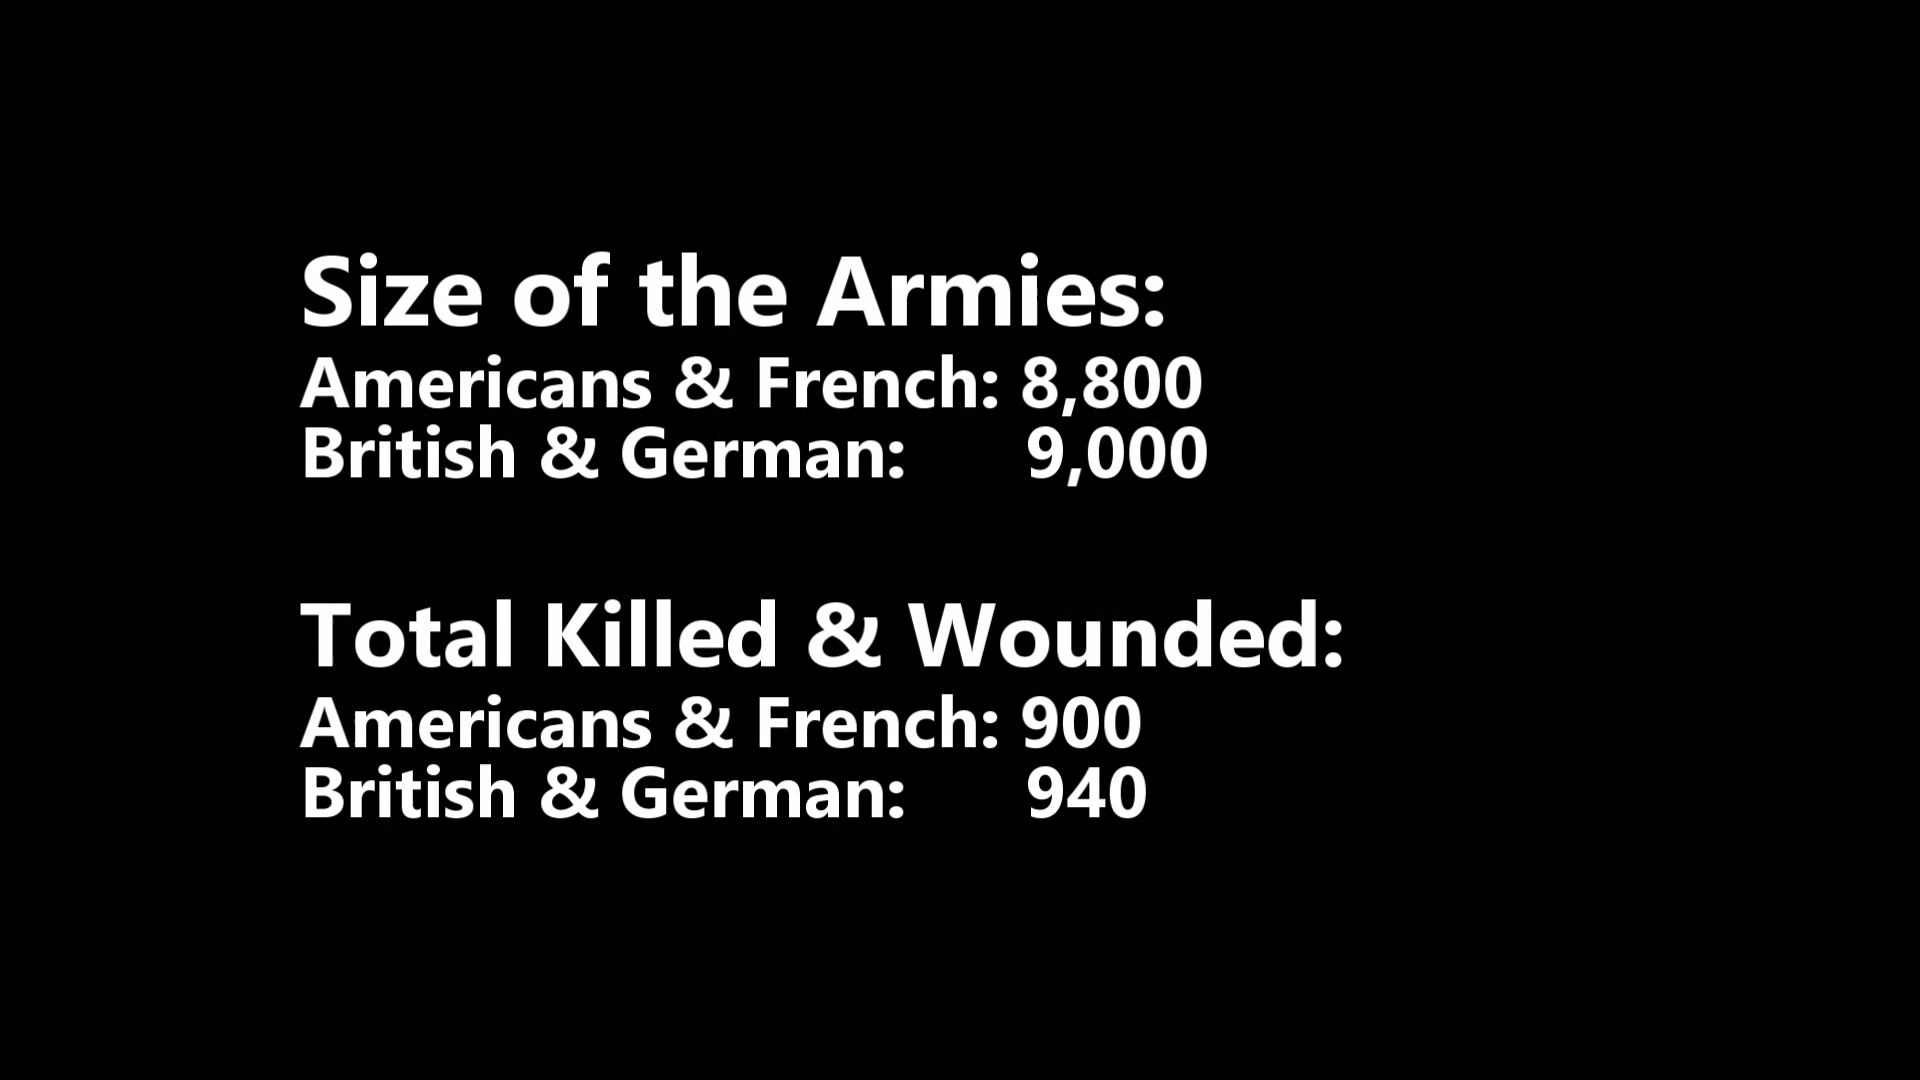 Size of the Armies:
Americans & French: 8,800
British & German: 9,000
Total Killed & Wounded:
Americans & French: 900
British & German: 940